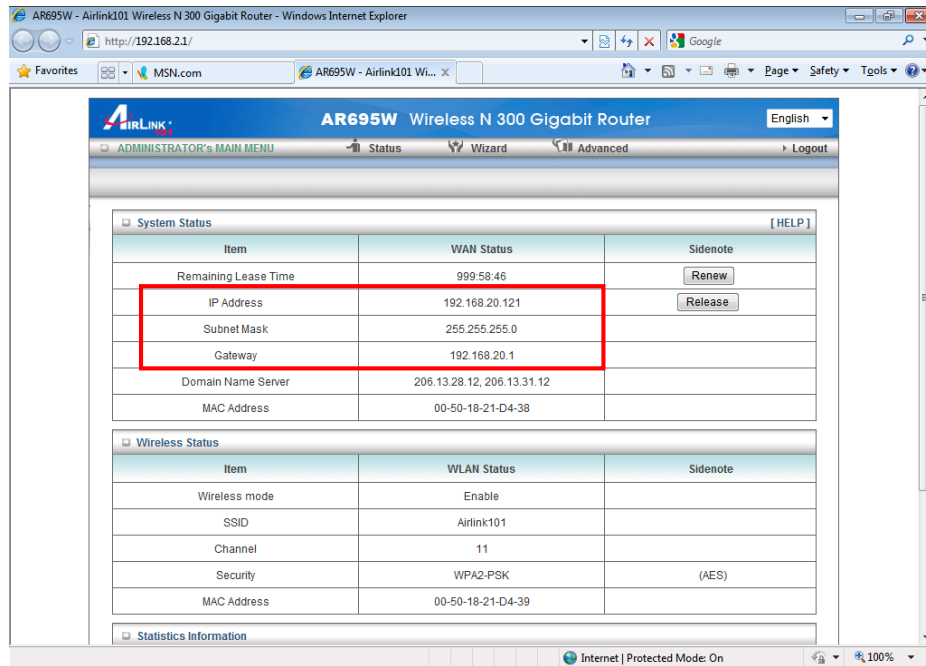 AR695W - Airlink101 Wireless N 300 Gigabit Router - Windows Internet Explorer
http://192.168.2.1/
Google
Favorites MSN.com AR695W - Airlink101 Wi... Page Safety Tools
AIRLINK 101 AR695W Wireless N 300 Gigabit Router English
ADMINISTRATOR's MAIN MENU Status Wizard Advanced Logout
System Status [ HELP ]
Item WAN Status Sidenote
Remaining Lease Time 999:58:46 Renew
IP Address 192.168.20.121 Release
Subnet Mask 255.255.255.0
Gateway 192.168.20.1
Domain Name Server 206.13.28.12, 206.13.31.12
MAC Address 00-50-18-21-D4-38
Wireless Status
Item WLAN Status Sidenote
Wireless mode Enable
SSID Airlink101
Channel 11
Security WPA2-PSK (AES)
MAC Address 00-50-18-21-D4-39
Statistics Information
Internet | Protected Mode: On 100%